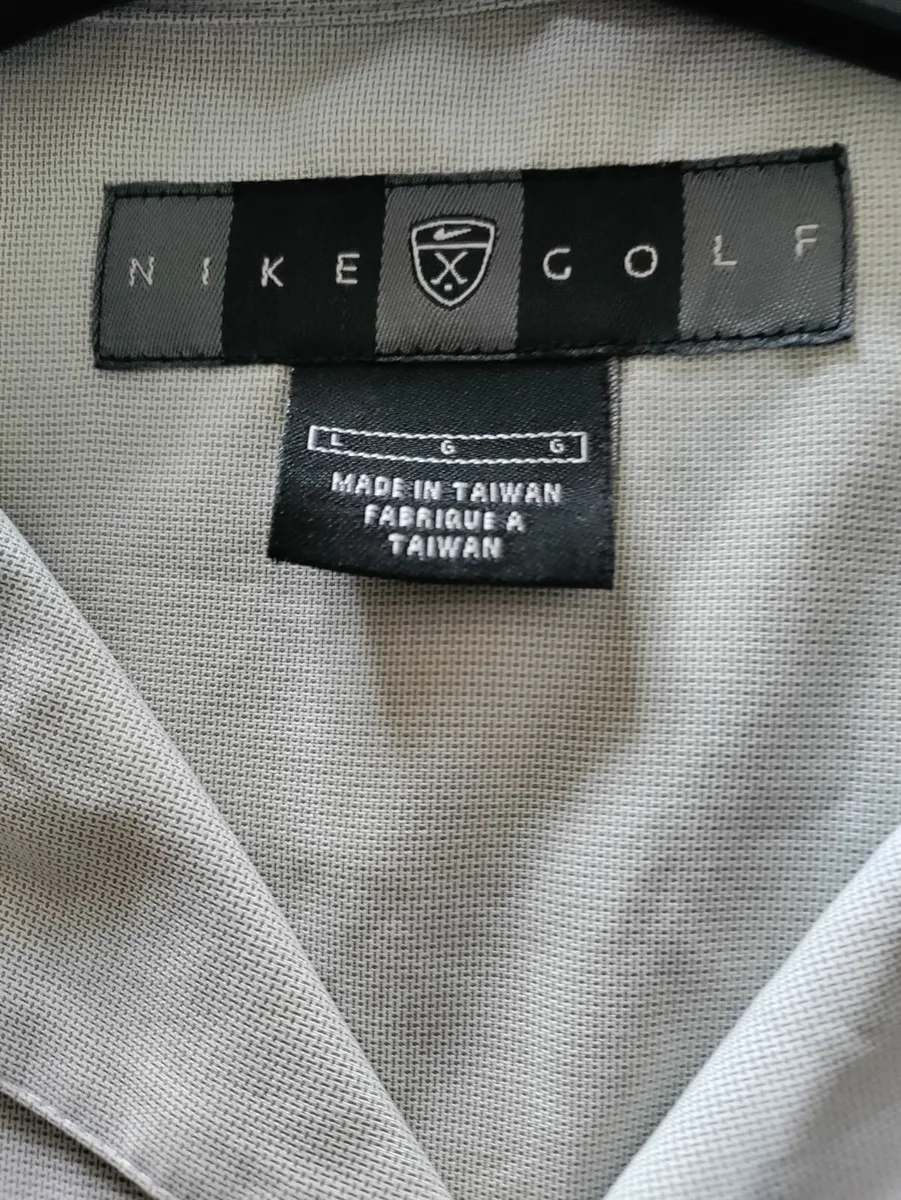 NIKE GOLF
L G G
MADE IN TAIWAN
FABRIQUE A
TAIWAN